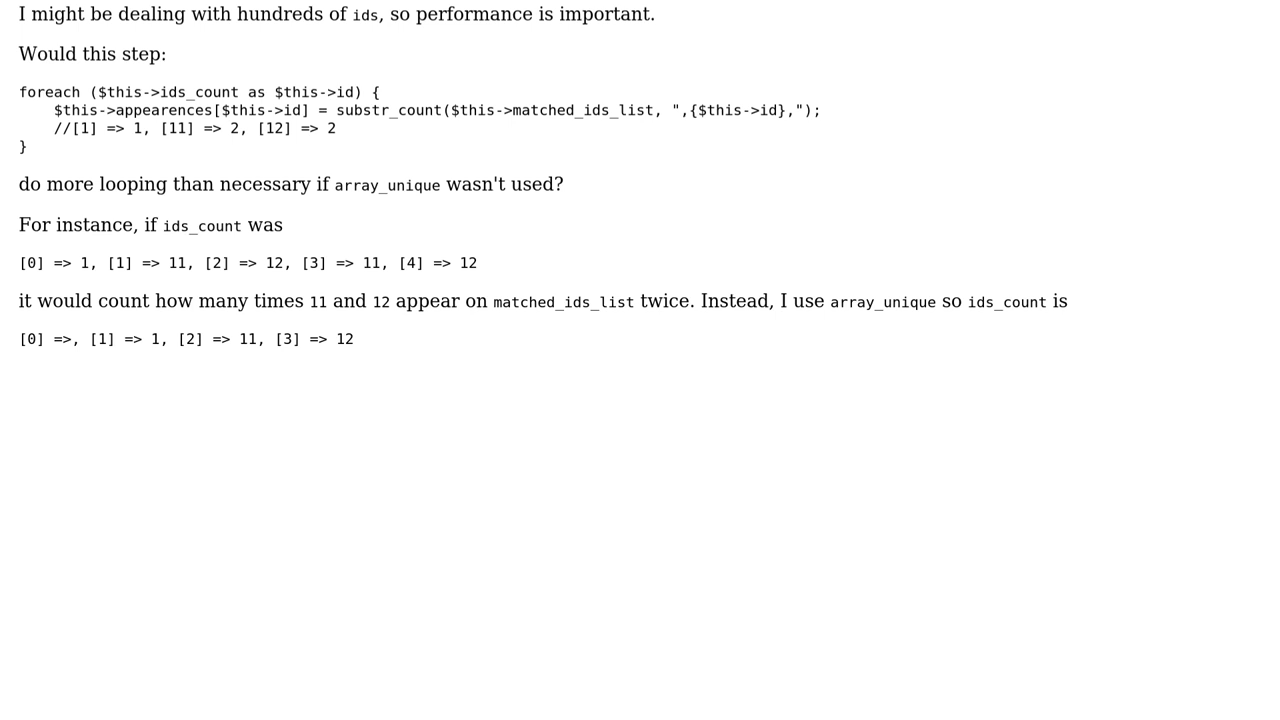 I might be dealing with hundreds of ids, so performance is important.
Would this step:
foreach ($this->ids_count as $this->id) {
    $this->appearences[$this->id] = substr_count($this->matched_ids_list, ",{$this->id},");
    //[1] => 1, [11] => 2, [12] => 2
}
do more looping than necessary if array_unique wasn't used?
For instance, if ids_count was
[0] => 1, [1] => 11, [2] => 12, [3] => 11, [4] => 12
it would count how many times 11 and 12 appear on matched_ids_list twice. Instead, I use array_unique so ids_count is
[0] =>, [1] => 1, [2] => 11, [3] => 12